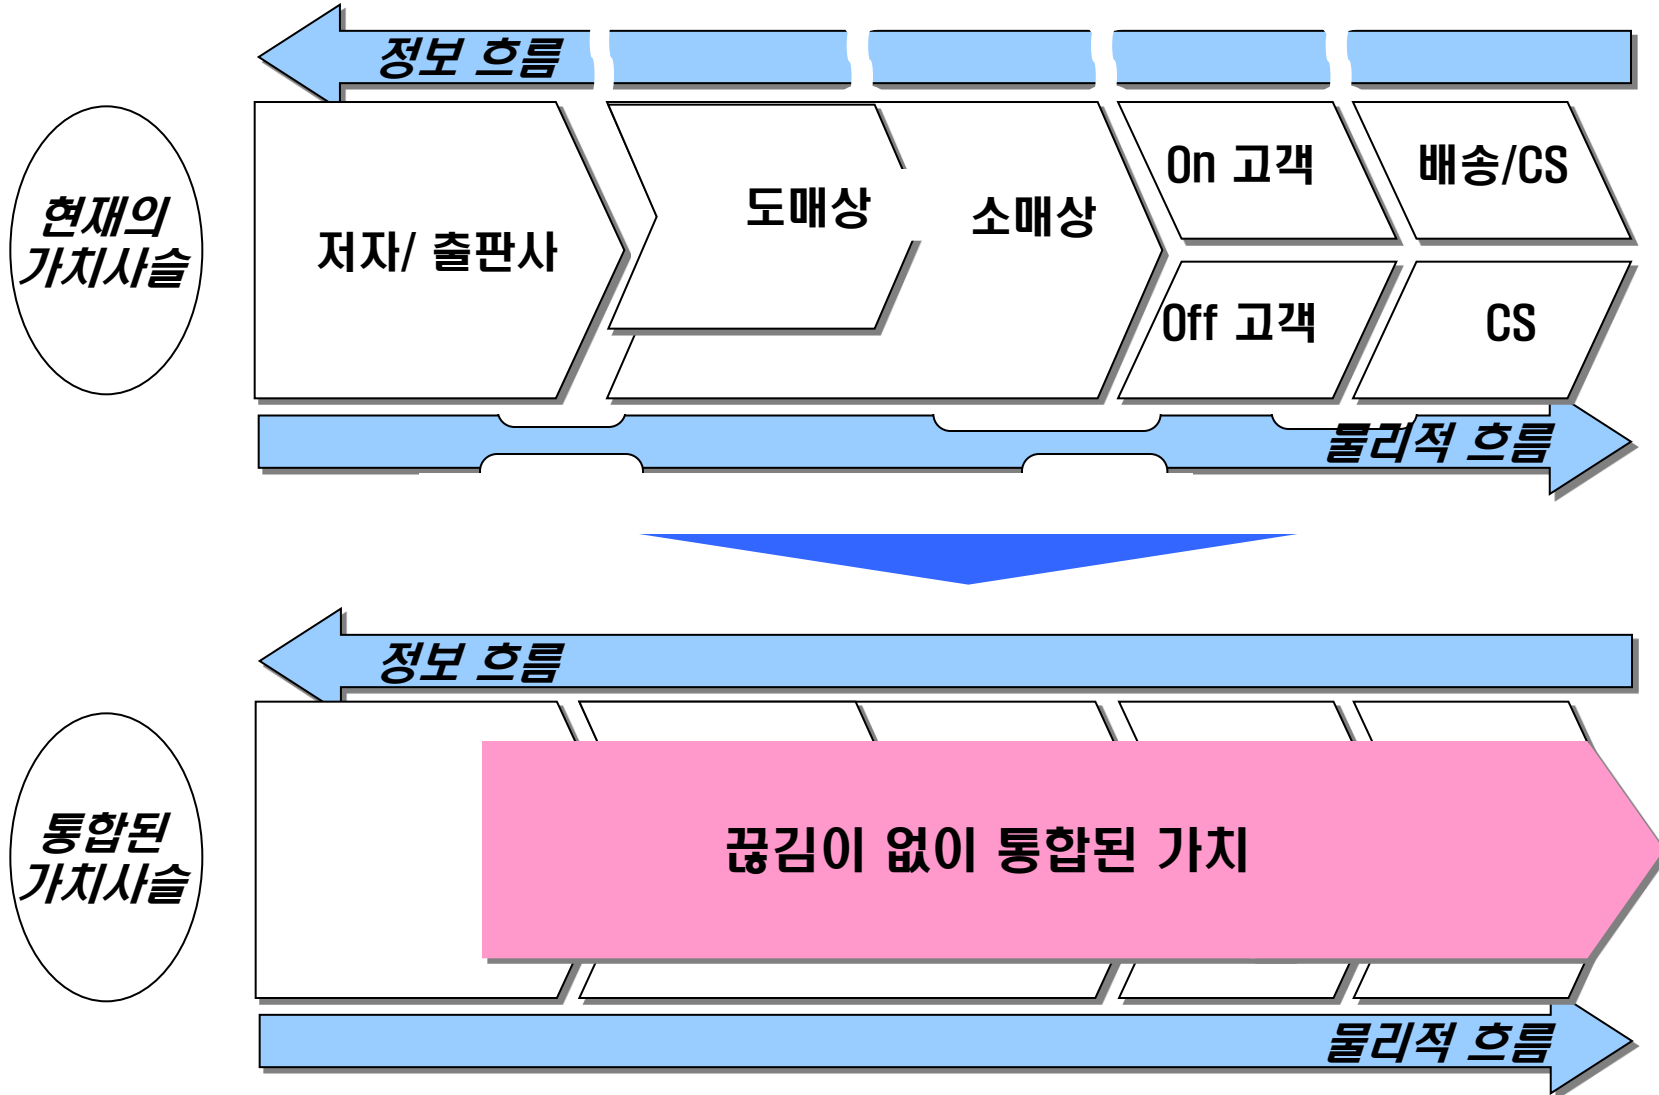 정보 흐름
현재의
가치사슬
저자/ 출판사
도매상
소매상
On 고객
배송/CS
Off 고객
CS
물리적 흐름
정보 흐름
통합된
가치사슬
끊김이 없이 통합된 가치
물리적 흐름